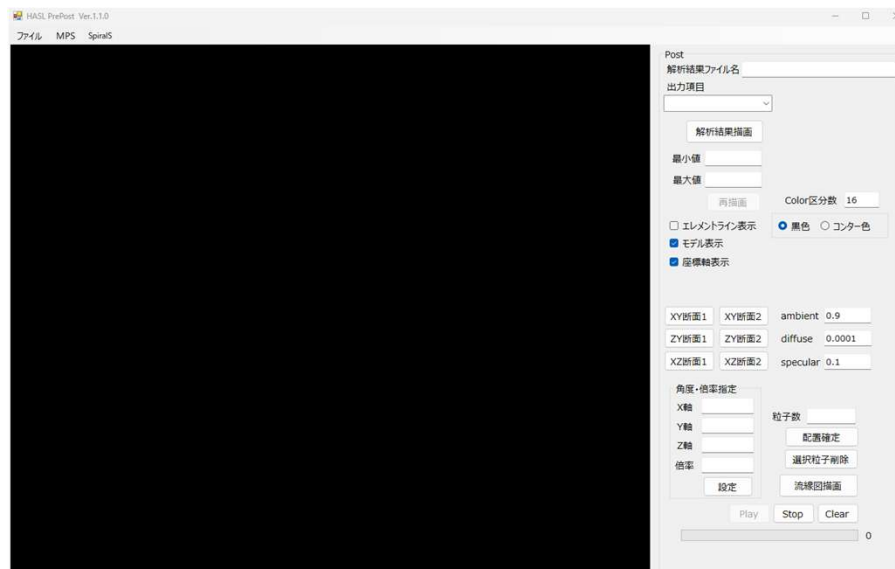 HASL PrePost Ver.1.1.0
ファイル MPS SpiralS
Post
解析結果ファイル名
出力項目
解析結果描画
最小値
最大値
再描画 Color区分数 16
エレメントライン表示 黒色 コンター色
モデル表示
座標軸表示
XY断面1 XY断面2 ambient 0.9
ZY断面1 ZY断面2 diffuse 0.0001
XZ断面1 XZ断面2 specular 0.1
角度・倍率指定
X軸
粒子数
Y軸
配置確定
Z軸
選択粒子削除
倍率
設定 流線図描画
Play Stop Clear
0